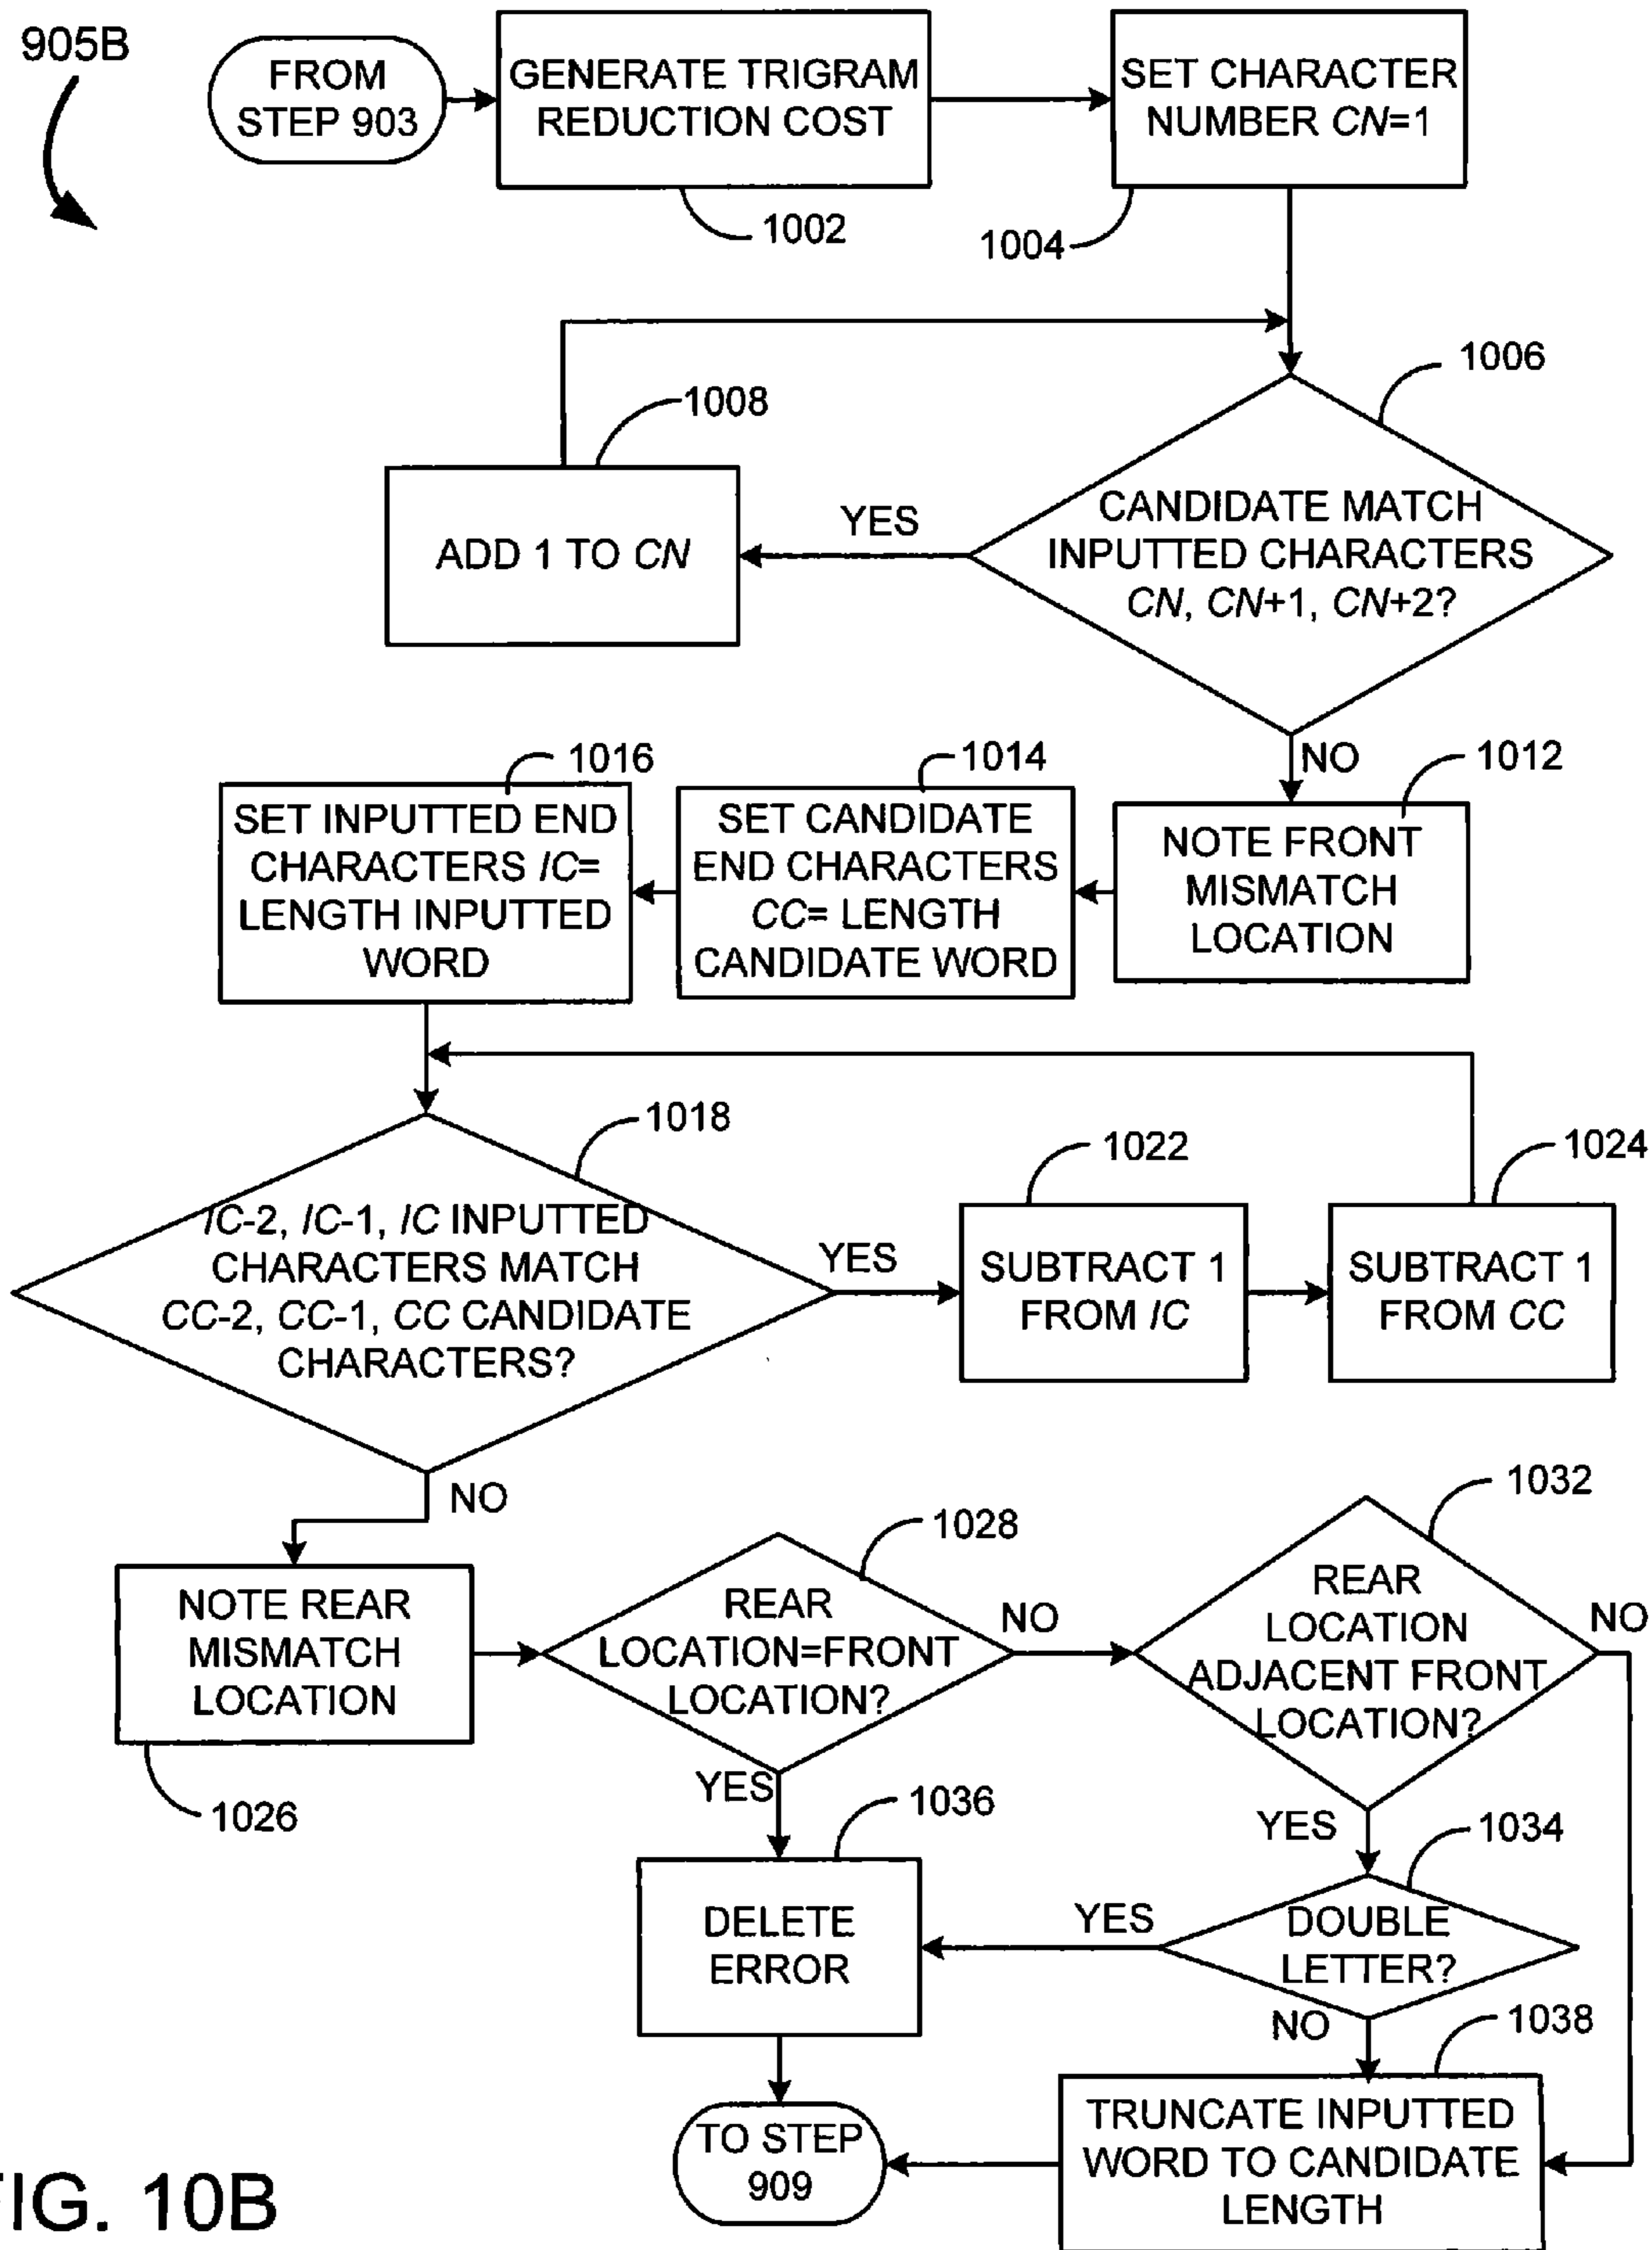 905B
FROM
STEP 903
GENERATE TRIGRAM
REDUCTION COST
1002
SET CHARACTER
NUMBER CN=1
1004
1006
CANDIDATE MATCH
INPUTTED CHARACTERS
CN, CN+1, CN+2?
YES
1008
ADD 1 TO CN
NO
1012
NOTE FRONT
MISMATCH
LOCATION
1014
SET CANDIDATE
END CHARACTERS
CC= LENGTH
CANDIDATE WORD
1016
SET INPUTTED END
CHARACTERS IC=
LENGTH INPUTTED
WORD
1018
IC-2, IC-1, IC INPUTTED
CHARACTERS MATCH
CC-2, CC-1, CC CANDIDATE
CHARACTERS?
YES
1022
SUBTRACT 1
FROM IC
1024
SUBTRACT 1
FROM CC
NO
NOTE REAR
MISMATCH
LOCATION
1026
1028
REAR
LOCATION=FRONT
LOCATION?
NO
1032
REAR
LOCATION
ADJACENT FRONT
LOCATION?
NO
YES
1036
DELETE
ERROR
YES
1034
DOUBLE
LETTER?
YES
NO
1038
TRUNCATE INPUTTED
WORD TO CANDIDATE
LENGTH
TO STEP
909
FIG. 10B